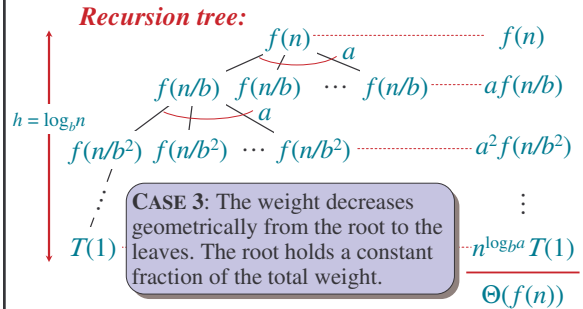 Recursion tree:
f(n) f(n)
a
f(n/b) f(n/b) ··· f(n/b) af(n/b)
h = log_b n
a
f(n/b²) f(n/b²) ··· f(n/b²) a²f(n/b²)
⋮ ⋮
CASE 3: The weight decreases
geometrically from the root to the
leaves. The root holds a constant
fraction of the total weight.
T(1) n^{log_b a} T(1)
Θ(f(n))